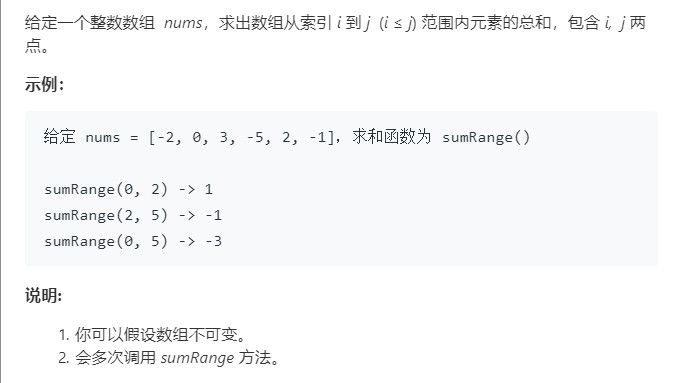 给定一个整数数组  nums，求出数组从索引 i 到 j  (i ≤ j) 范围内元素的总和，包含 i,  j 两
点。
示例：
给定 nums = [-2, 0, 3, -5, 2, -1]，求和函数为 sumRange()
sumRange(0, 2) -> 1
sumRange(2, 5) -> -1
sumRange(0, 5) -> -3
说明:
1. 你可以假设数组不可变。
2. 会多次调用 sumRange 方法。